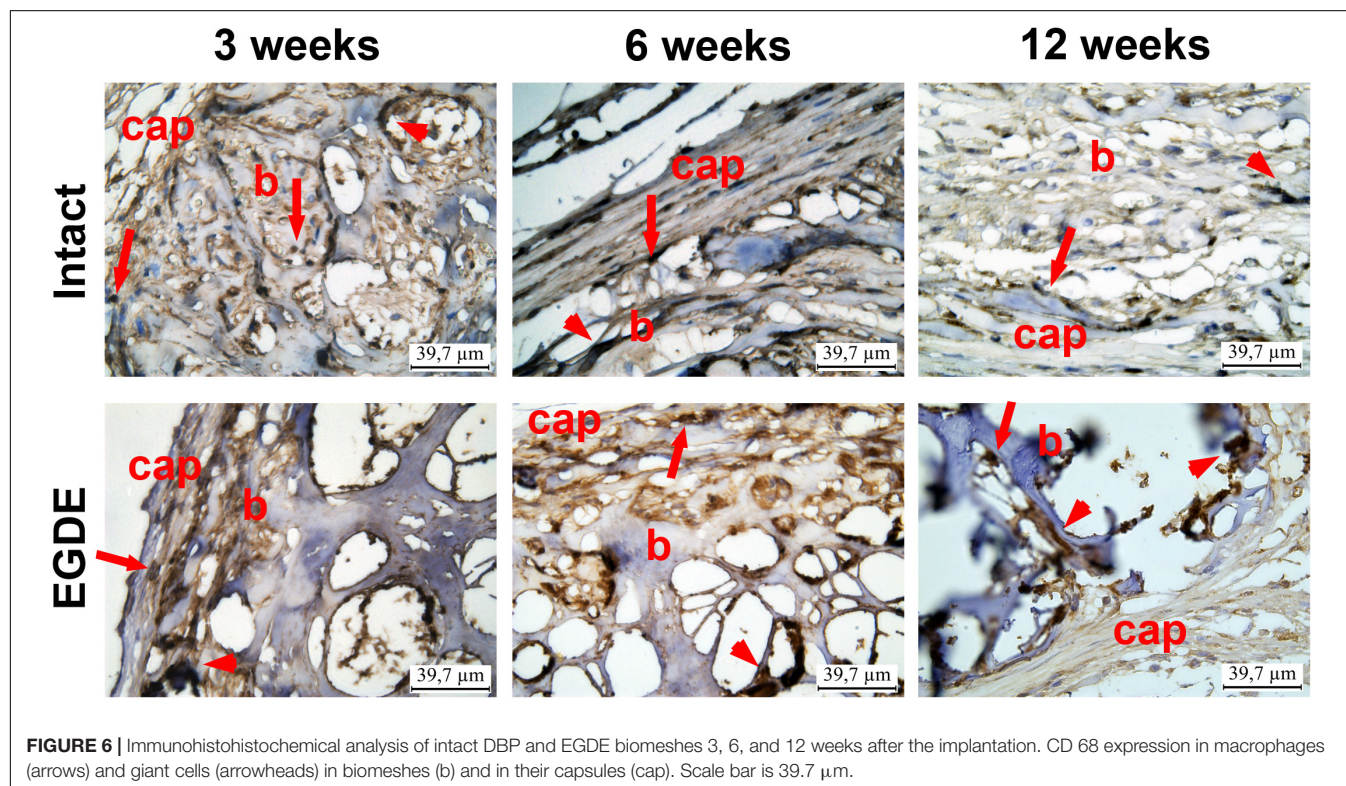 3 weeks 6 weeks 12 weeks
Intact
cap
b
39,7 µm
cap
b
39,7 µm
b
cap
39,7 µm
EGDE
cap
b
39,7 µm
cap
b
39,7 µm
b
cap
39,7 µm
FIGURE 6 | Immunohistohistochemical analysis of intact DBP and EGDE biomeshes 3, 6, and 12 weeks after the implantation. CD 68 expression in macrophages
(arrows) and giant cells (arrowheads) in biomeshes (b) and in their capsules (cap). Scale bar is 39.7 µm.